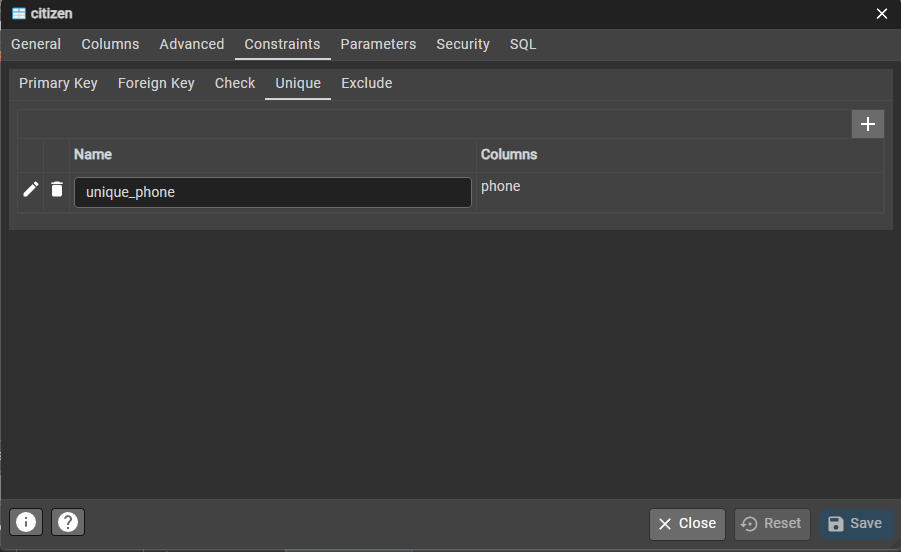 citizen
General Columns Advanced Constraints Parameters Security SQL
Primary Key Foreign Key Check Unique Exclude
Name Columns
unique_phone phone
Close Reset Save